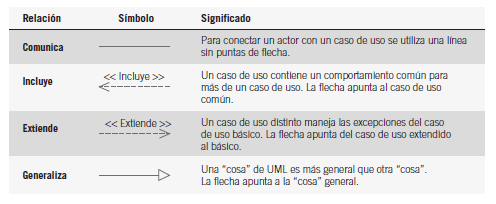 Relación Símbolo Significado
Comunica
Para conectar un actor con un caso de uso se utiliza una línea
sin puntas de flecha.
Incluye
<< Incluye >>
Un caso de uso contiene un comportamiento común para
más de un caso de uso. La flecha apunta al caso de uso
común.
Extiende
<< Extiende >>
Un caso de uso distinto maneja las excepciones del caso
de uso básico. La flecha apunta del caso de uso extendido
al básico.
Generaliza
Una “cosa” de UML es más general que otra “cosa”.
La flecha apunta a la “cosa” general.